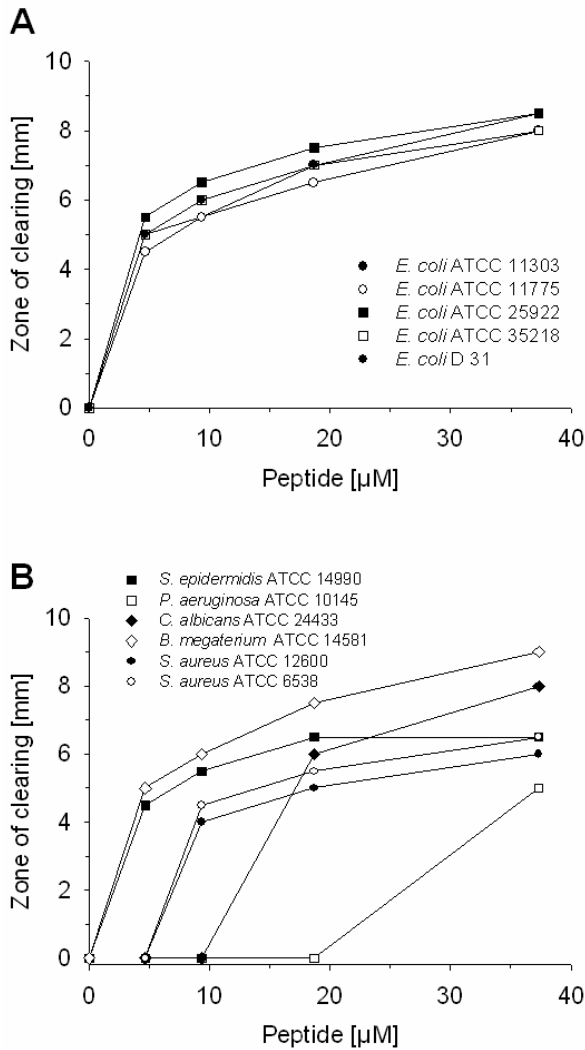 A
10
8
6
4
2
0
Zone of clearing [mm]
E. coli ATCC 11303
E. coli ATCC 11775
E. coli ATCC 25922
E. coli ATCC 35218
E. coli D 31
0 10 20 30 40
Peptide [µM]
B
S. epidermidis ATCC 14990
P. aeruginosa ATCC 10145
C. albicans ATCC 24433
B. megaterium ATCC 14581
S. aureus ATCC 12600
S. aureus ATCC 6538
10
8
6
4
2
0
Zone of clearing [mm]
0 10 20 30 40
Peptide [µM]